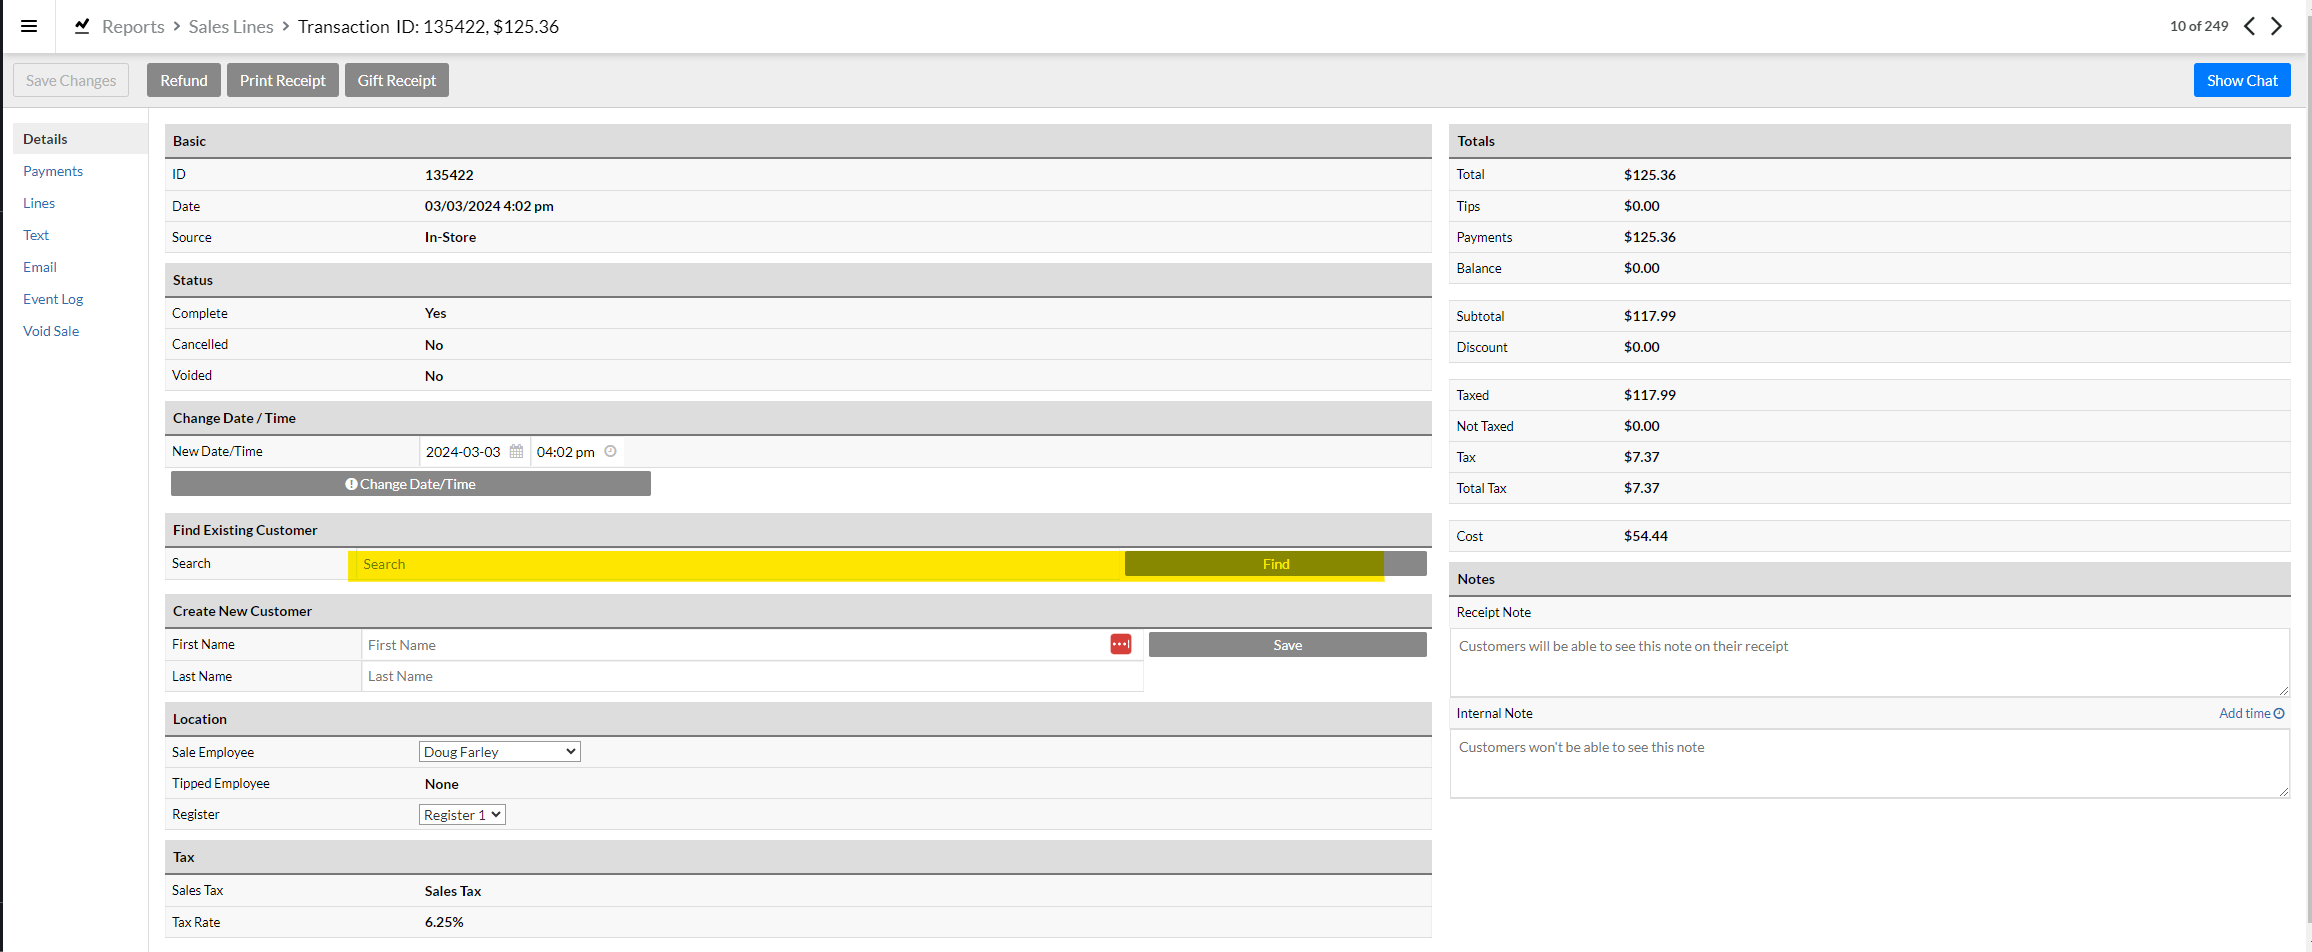 Reports > Sales Lines > Transaction ID: 135422, $125.36
10 of 249
Save Changes
Refund
Print Receipt
Gift Receipt
Show Chat
Details
Payments
Lines
Text
Email
Event Log
Void Sale
Basic
ID 135422
Date 03/03/2024 4:02 pm
Source In-Store
Status
Complete Yes
Cancelled No
Voided No
Change Date / Time
New Date/Time 2024-03-03 04:02 pm
Change Date/Time
Find Existing Customer
Search Search Find
Create New Customer
First Name First Name Save
Last Name Last Name
Location
Sale Employee Doug Farley
Tipped Employee None
Register Register 1
Tax
Sales Tax Sales Tax
Tax Rate 6.25%
Totals
Total $125.36
Tips $0.00
Payments $125.36
Balance $0.00
Subtotal $117.99
Discount $0.00
Taxed $117.99
Not Taxed $0.00
Tax $7.37
Total Tax $7.37
Cost $54.44
Notes
Receipt Note
Customers will be able to see this note on their receipt
Internal Note Add time
Customers won't be able to see this note